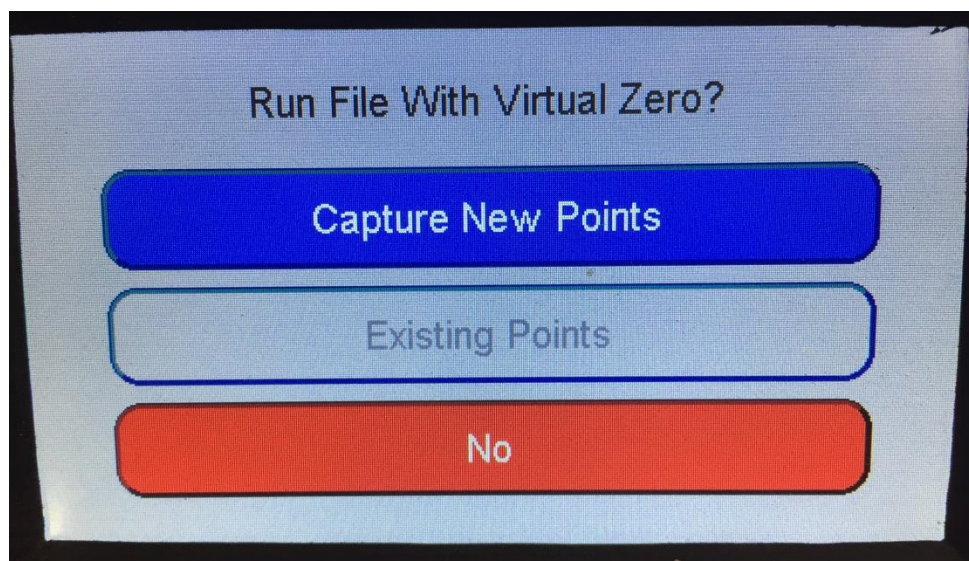 Run File With Virtual Zero?
Capture New Points
Existing Points
No